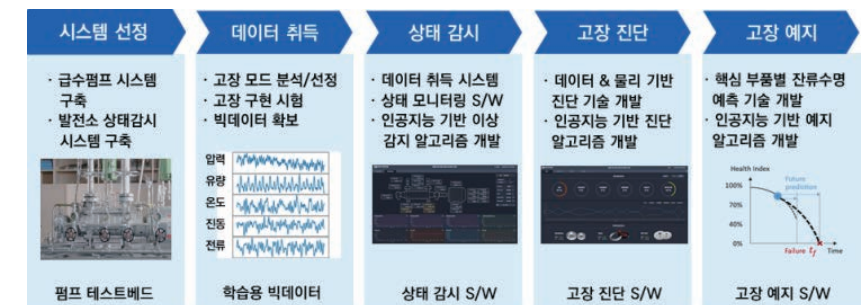 시스템 선정
데이터 취득
상태 감시
고장 진단
고장 예지
· 급수펌프 시스템
구축
· 발전소 상태감시
시스템 구축
· 고장 모드 분석/선정
· 고장 구현 시험
· 빅데이터 확보
· 데이터 취득 시스템
· 상태 모니터링 S/W
· 인공지능 기반 이상
감지 알고리즘 개발
· 데이터 & 물리 기반
진단 기술 개발
· 인공지능 기반 진단
알고리즘 개발
· 핵심 부품별 잔류수명
예측 기술 개발
· 인공지능 기반 예지
알고리즘 개발
압력
유량
온도
진동
전류
Health Index
100%
70%
40%
0%
Future
prediction
Failure tf
Time
펌프 테스트베드
학습용 빅데이터
상태 감시 S/W
고장 진단 S/W
고장 예지 S/W